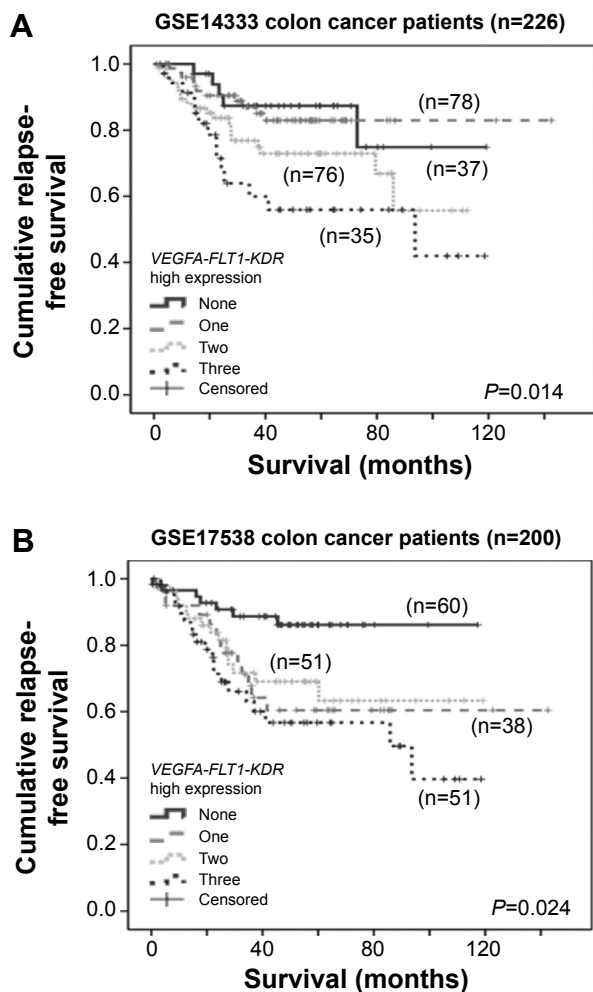 A
GSE14333 colon cancer patients (n=226)
Cumulative relapse-
free survival
1.0
0.8
0.6
0.4
0.2
0.0
(n=78)
(n=37)
(n=76)
(n=35)
VEGFA-FLT1-KDR
high expression
None
One
Two
Three
Censored
P=0.014
0
40
80
120
Survival (months)
B
GSE17538 colon cancer patients (n=200)
Cumulative relapse-
free survival
1.0
0.8
0.6
0.4
0.2
0.0
(n=60)
(n=51)
(n=38)
(n=51)
VEGFA-FLT1-KDR
high expression
None
One
Two
Three
Censored
P=0.024
0
40
80
120
Survival (months)